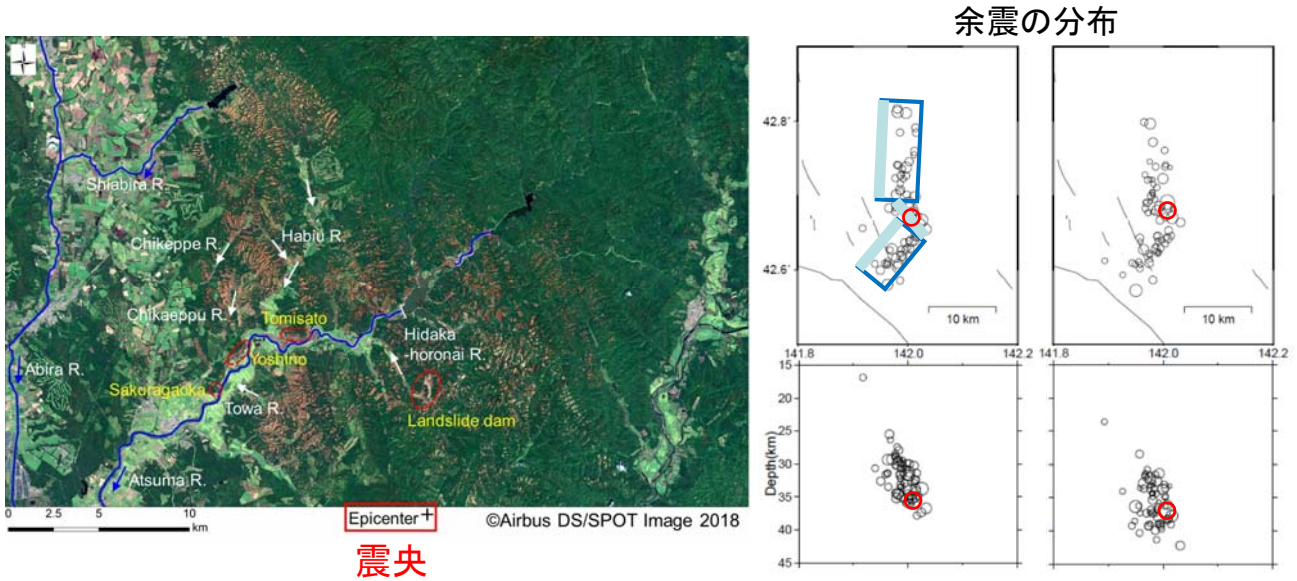 余震の分布
Shiabira R.
Chikeppe R.
Habiu R.
Chikaeppu R.
Tomisato
Hidaka
-horonai R.
Yoshino
Abira R.
Sakuragaoka
Towa R.
Landslide dam
Atsuma R.
0 2.5 5 10
km
Epicenter
©Airbus DS/SPOT Image 2018
震央
42.8˚
42.6˚
10 km
141.8 142.0 142.2
10 km
141.8 142.0 142.2
Depth(km)
15
20
25
30
35
40
45